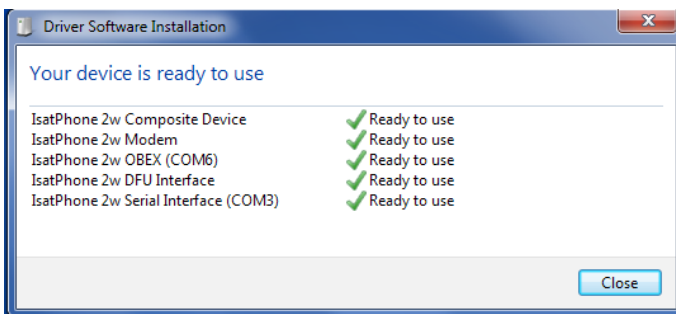 Driver Software Installation
Your device is ready to use
IsatPhone 2w Composite Device Ready to use
IsatPhone 2w Modem Ready to use
IsatPhone 2w OBEX (COM6) Ready to use
IsatPhone 2w DFU Interface Ready to use
IsatPhone 2w Serial Interface (COM3) Ready to use
Close